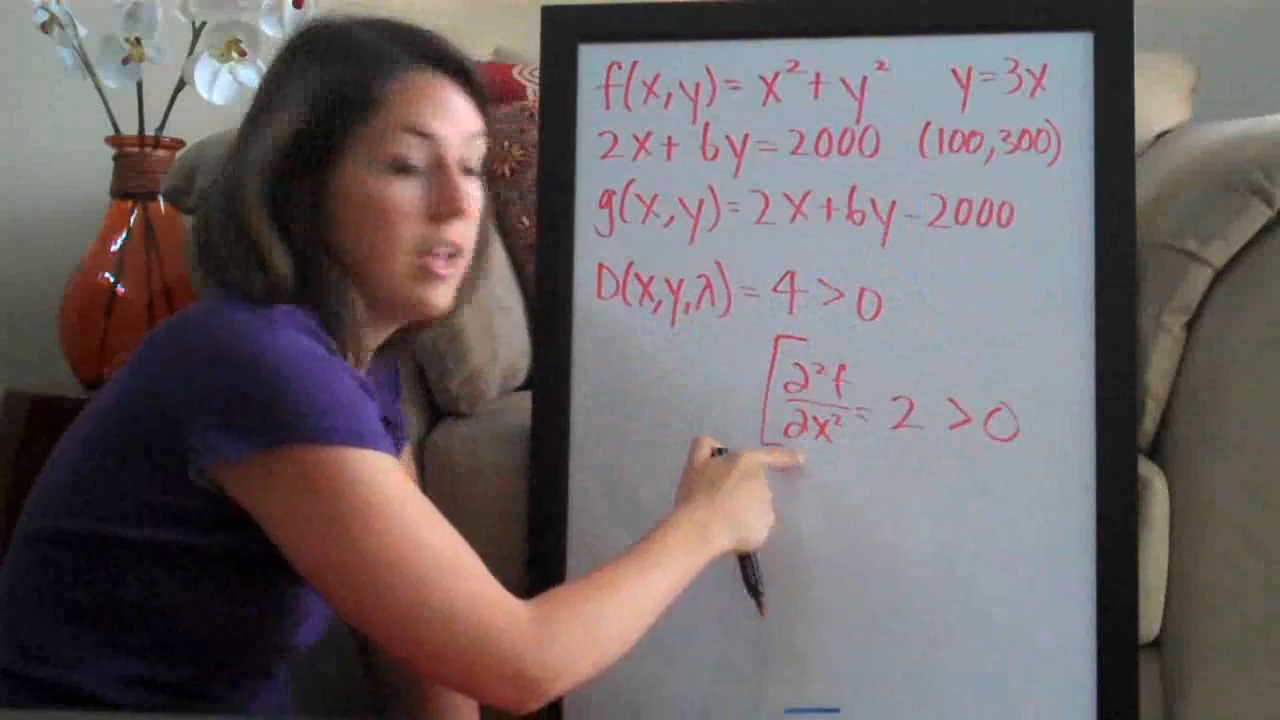 f(x,y)=x²+y² y=3x
2x+6y=2000 (100,300)
g(x,y)=2x+6y-2000
D(x,y,λ)=4>0
[∂²f/∂x²=2>0